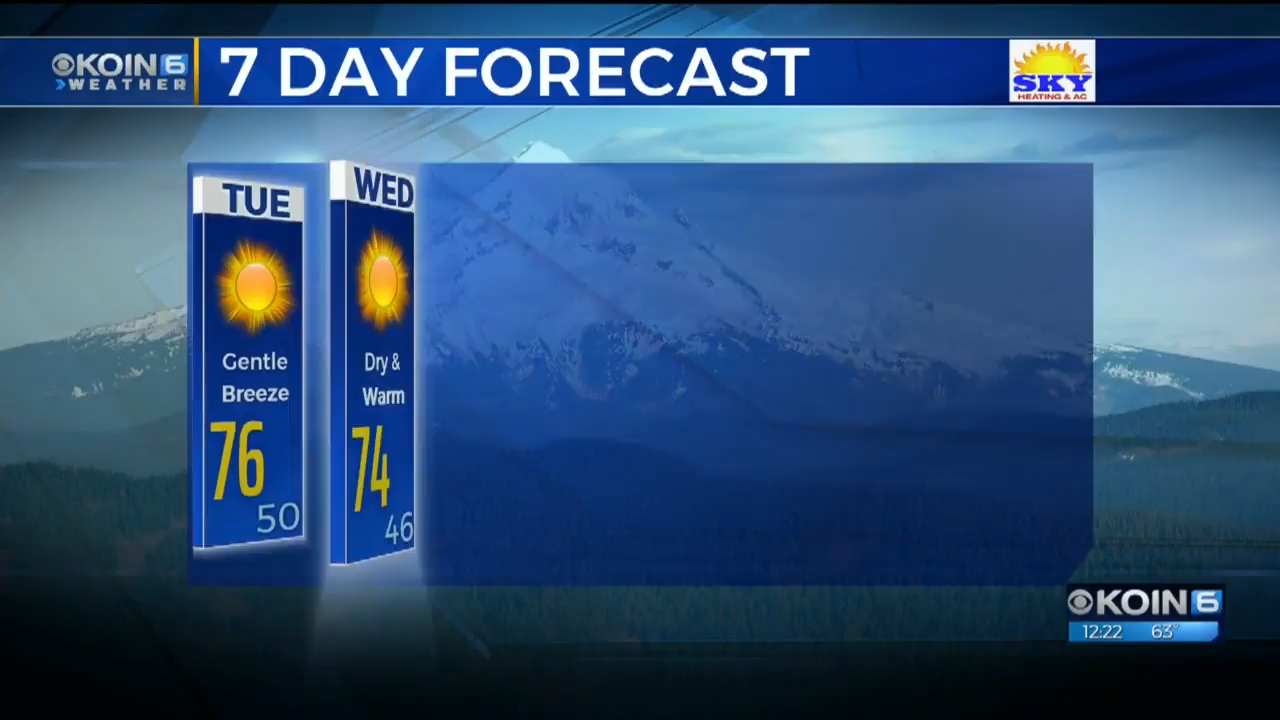 KOIN 6
WEATHER
7 DAY FORECAST
SKY
HEATING & AC
TUE
Gentle
Breeze
76
50
WED
Dry &
Warm
74
46
KOIN 6
12:22 63°